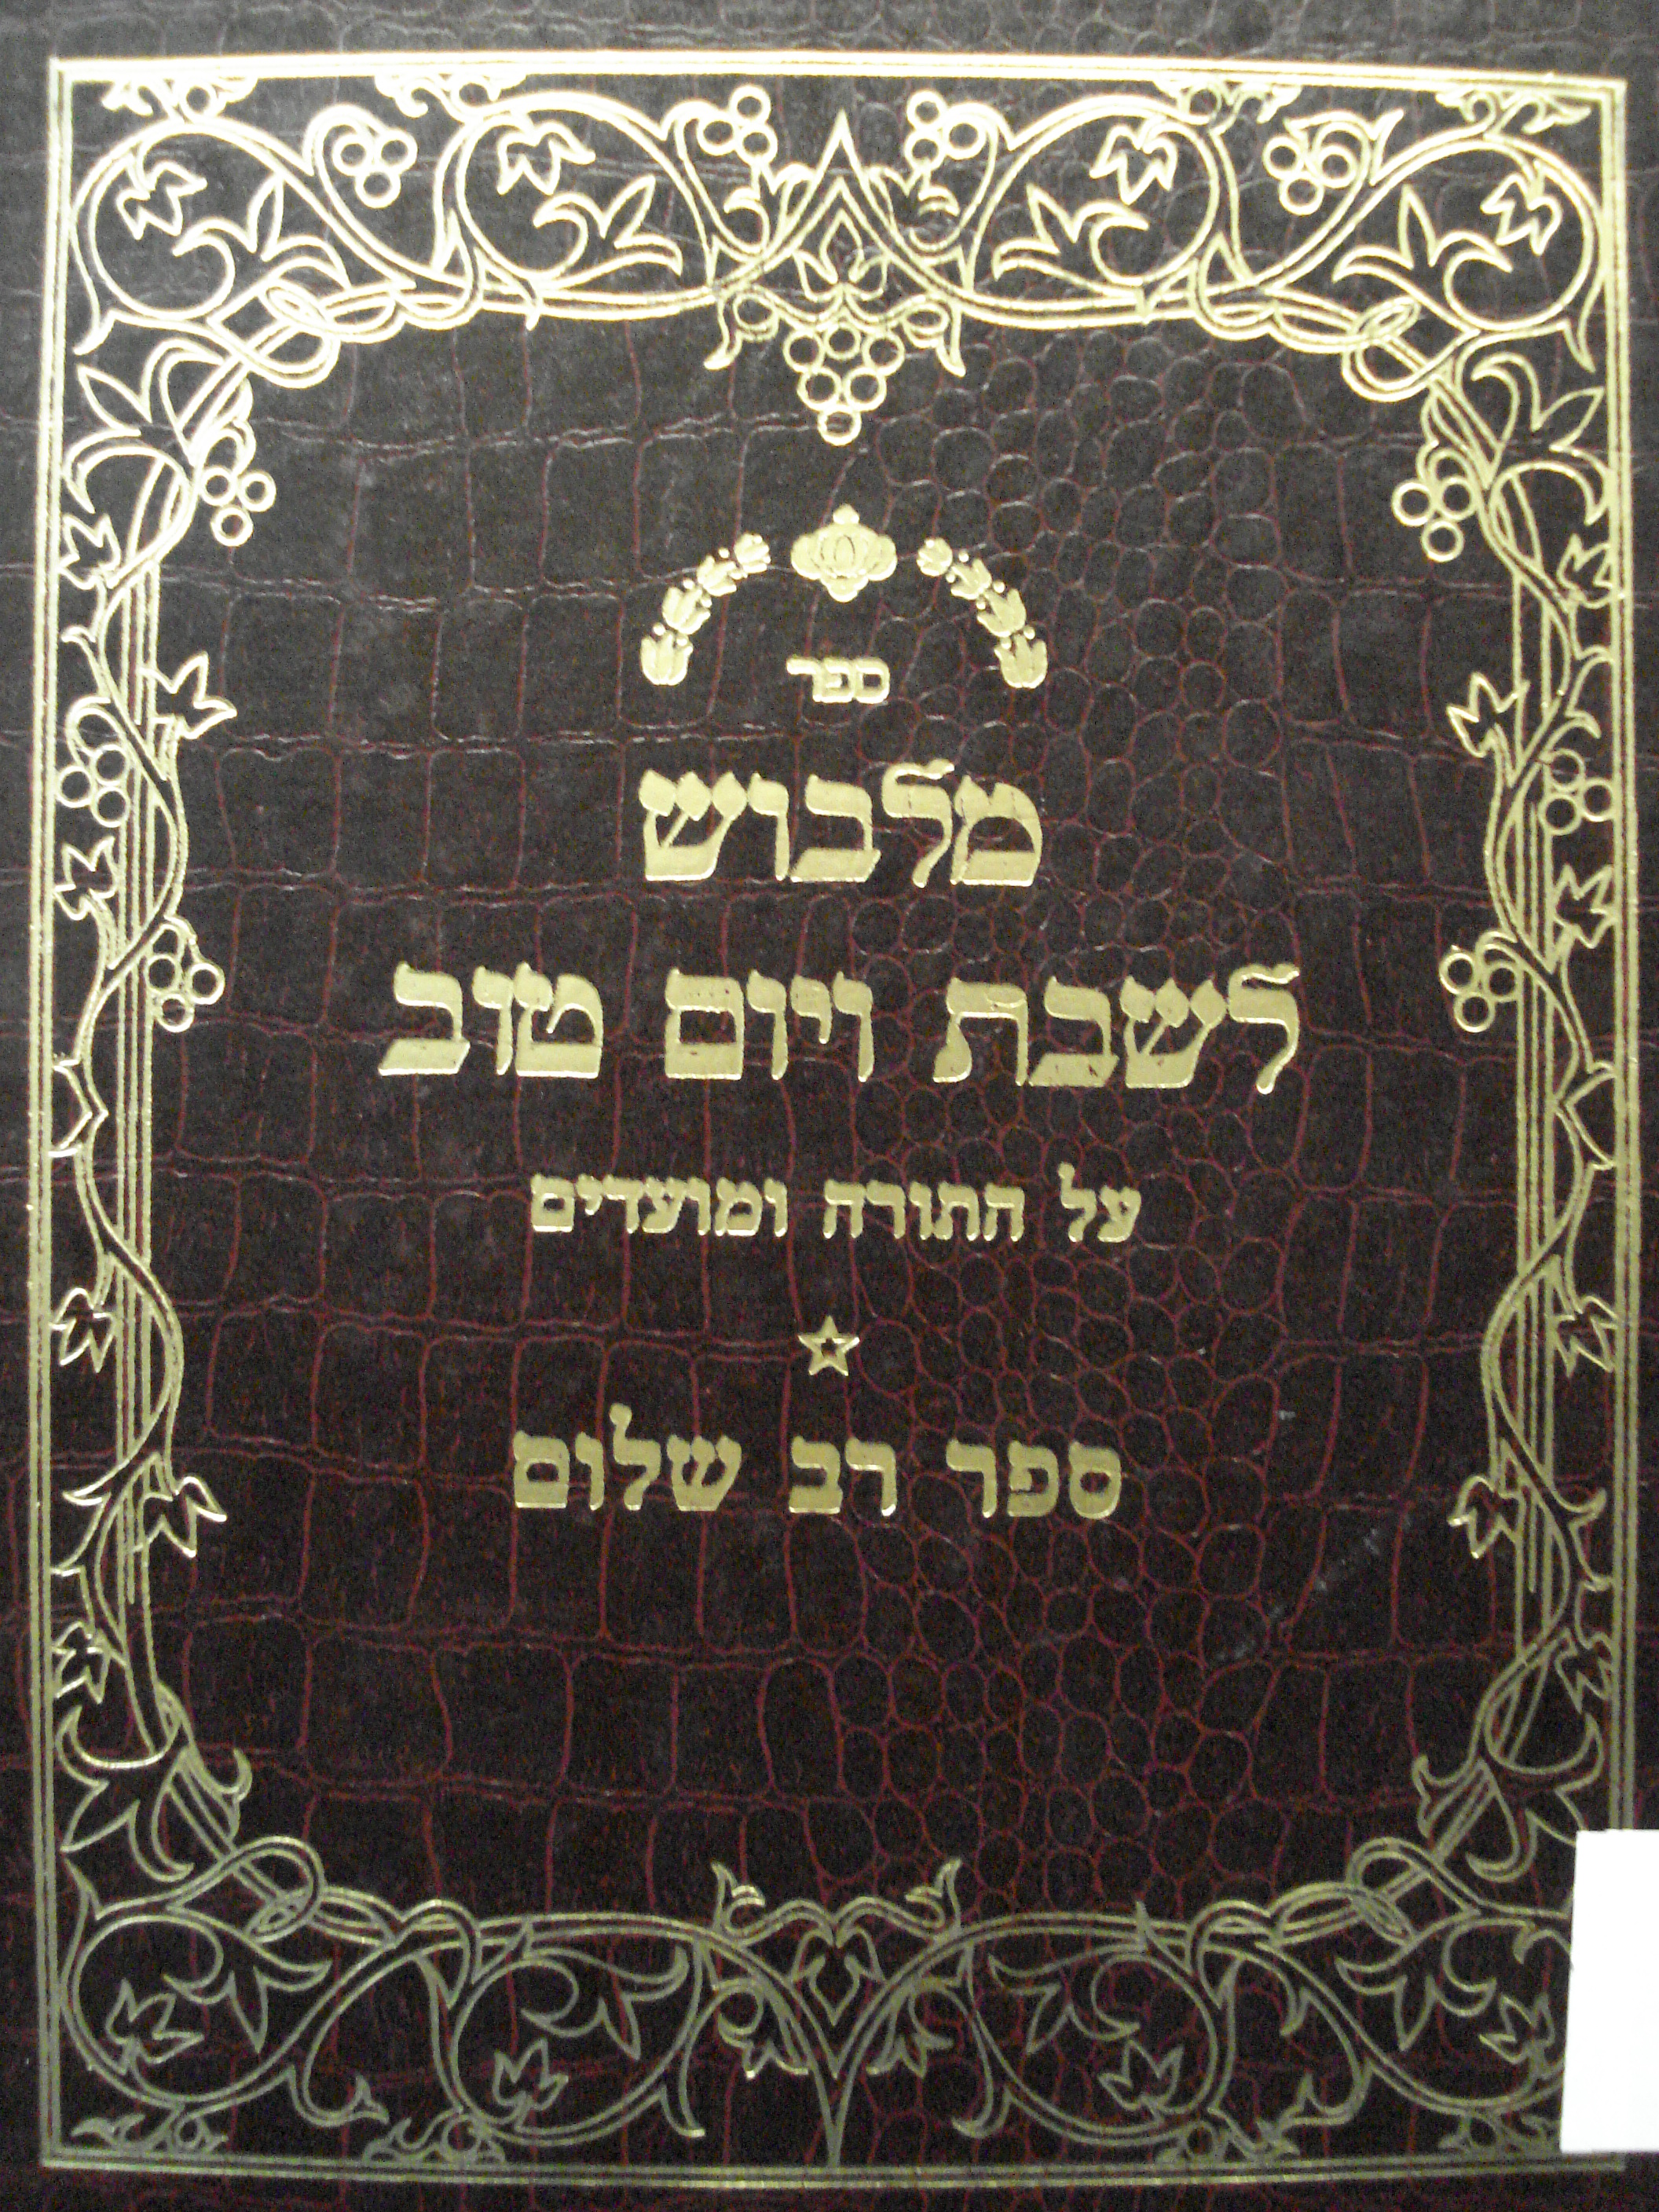 ספר
מלבוש
לשבת ויום טוב
על התורה ומועדים
ספר רב שלום